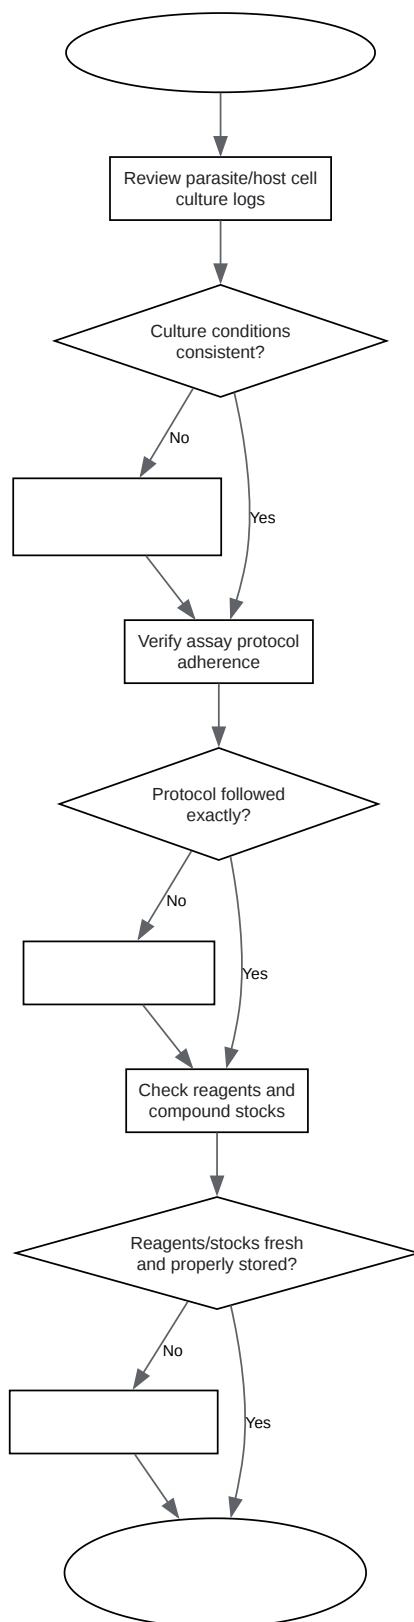 Review parasite/host cell
culture logs
Culture conditions
consistent?
No
Yes
Verify assay protocol
adherence
Protocol followed
exactly?
No
Yes
Check reagents and
compound stocks
Reagents/stocks fresh
and properly stored?
No
Yes